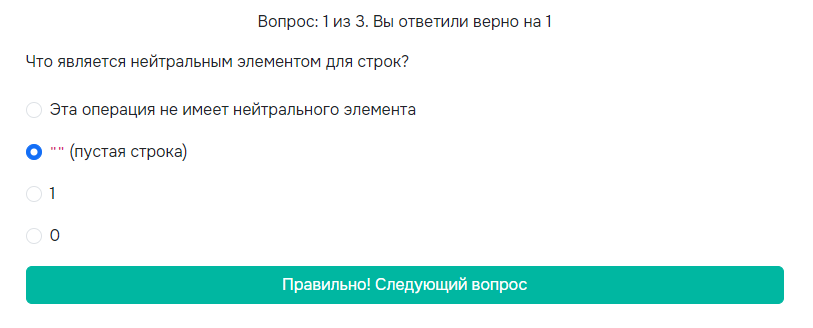 Вопрос: 1 из 3. Вы ответили верно на 1
Что является нейтральным элементом для строк?
Эта операция не имеет нейтрального элемента
"" (пустая строка)
1
0
Правильно! Следующий вопрос